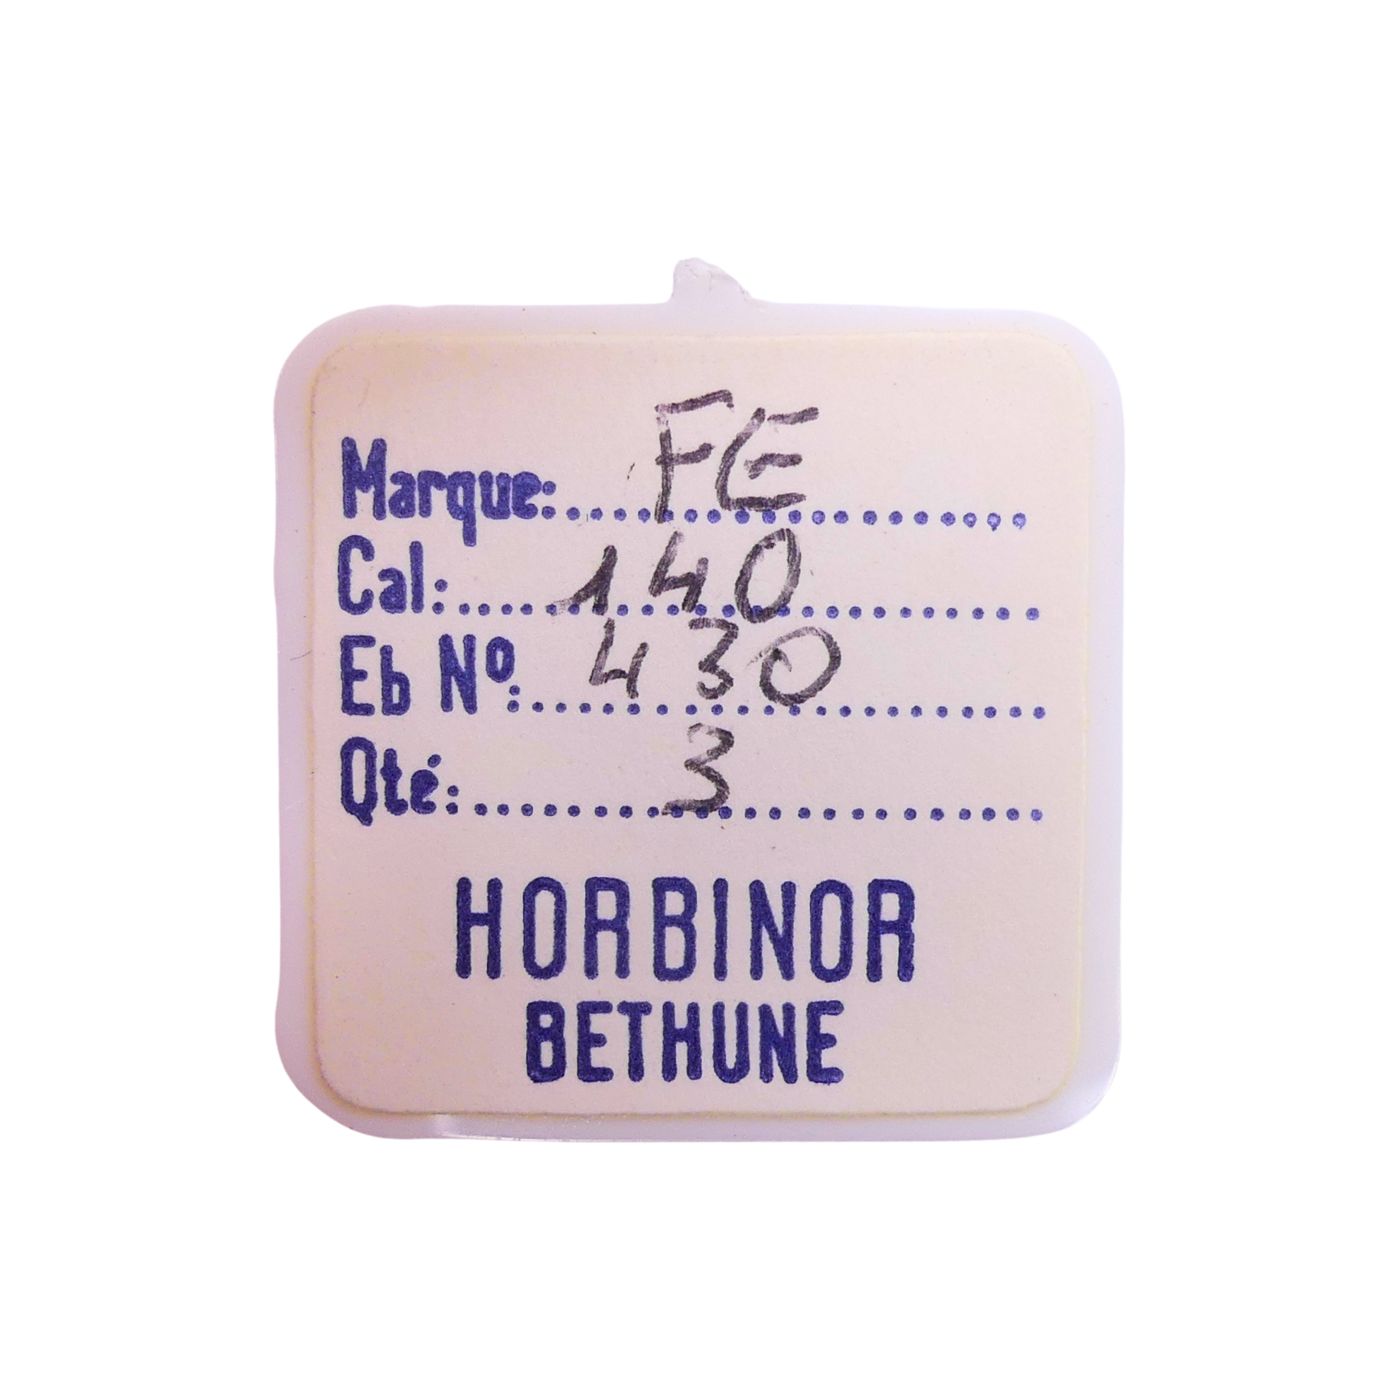 Marque: FE
Cal: 140
Eb Nº: 430
Qté: 3
HORBINOR
BETHUNE